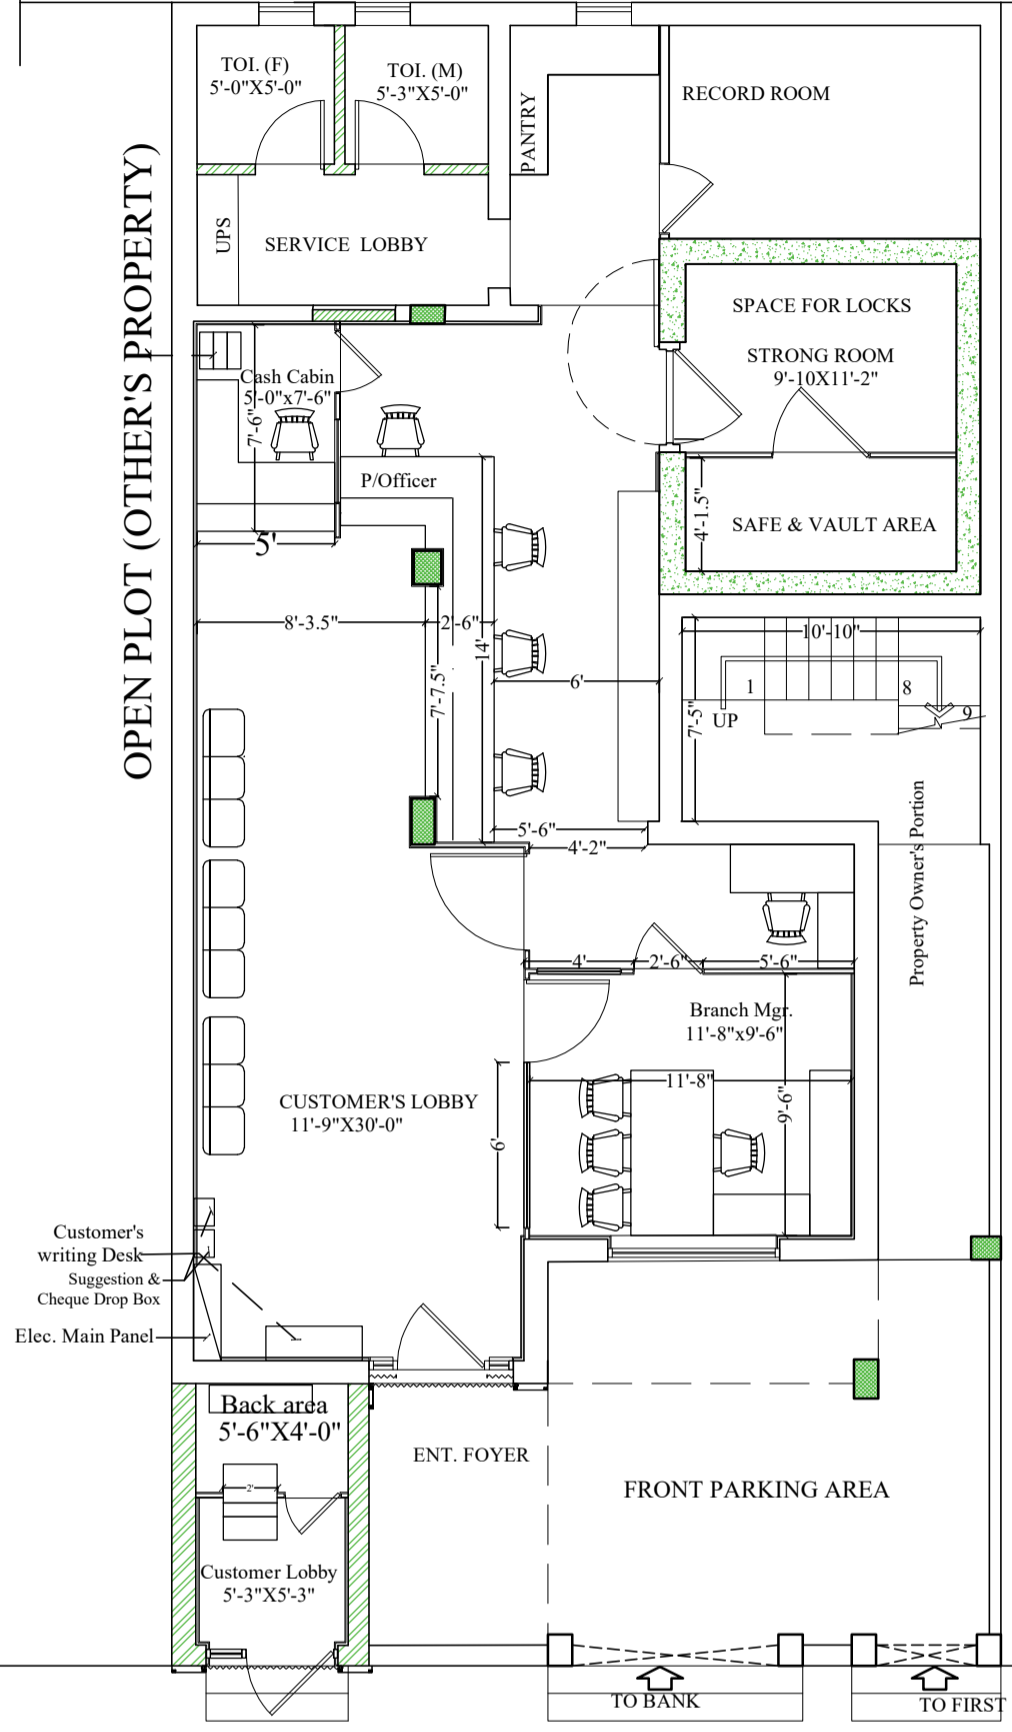 TOI. (F)
5'-0"X5'-0"
TOI. (M)
5'-3"X5'-0"
PANTRY
RECORD ROOM
OPEN PLOT (OTHER'S PROPERTY)
UPS
SERVICE LOBBY
SPACE FOR LOCKS
STRONG ROOM
9'-10X11'-2"
Cash Cabin
5'-0"x7'-6"
7'-6"
P/Officer
4'-1.5"
SAFE & VAULT AREA
5'
8'-3.5"
2'-6"
14'
7'-7.5"
6'
10'-10"
1
8
9
UP
7'-5"
5'-6"
4'-2"
Property Owner's Portion
4'
2'-6"
5'-6"
Branch Mgr.
11'-8"x9'-6"
11'-8"
9'-6"
CUSTOMER'S LOBBY
11'-9"X30'-0"
6'
Customer's
writing Desk
Suggestion &
Cheque Drop Box
Elec. Main Panel
Back area
5'-6"X4'-0"
ENT. FOYER
FRONT PARKING AREA
2'
Customer Lobby
5'-3"X5'-3"
TO BANK
TO FIRST